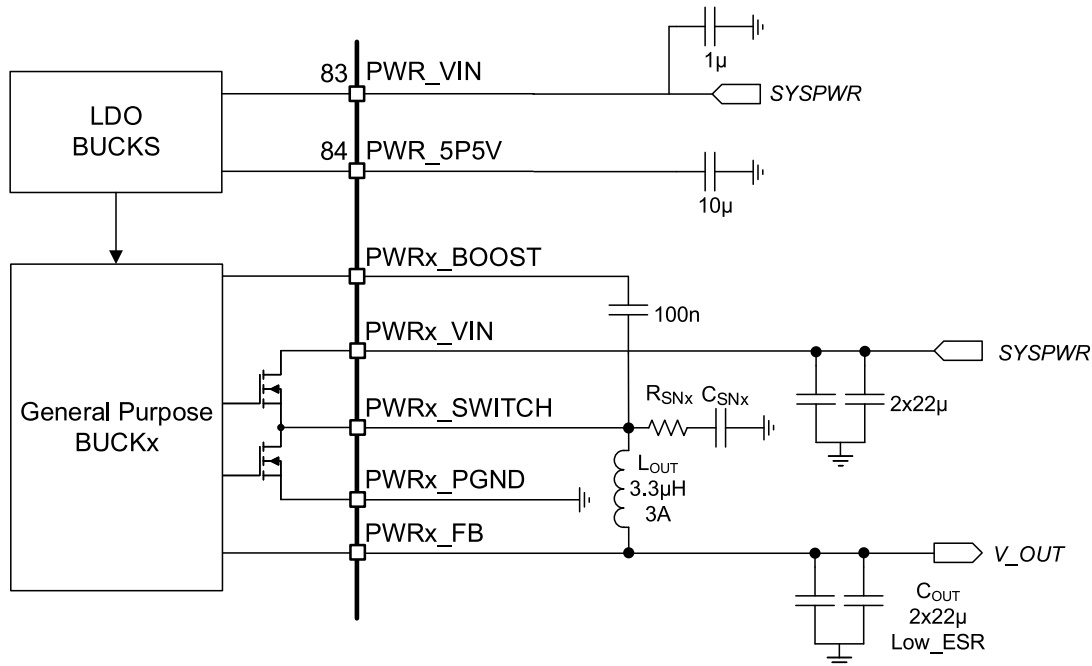 1µ
83 PWR_VIN
SYSPWR
LDO
BUCKS
84 PWR_5P5V
10µ
PWRx_BOOST
100n
PWRx_VIN
SYSPWR
RSNx CSNx
2x22µ
General Purpose
BUCKx
PWRx_SWITCH
LOUT
3.3µH
3A
PWRx_PGND
PWRx_FB
V_OUT
COUT
2x22µ
Low_ESR